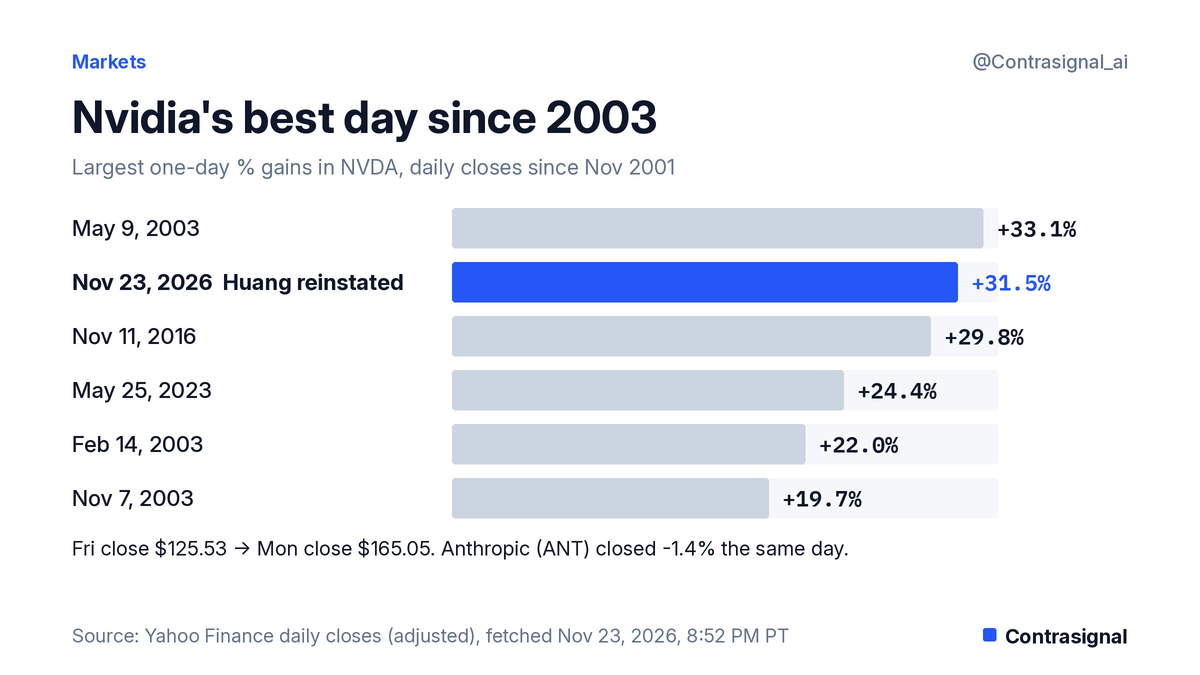 Markets
@Contrasignal_ai
Nvidia's best day since 2003
Largest one-day % gains in NVDA, daily closes since Nov 2001
May 9, 2003 +33.1%
Nov 23, 2026 Huang reinstated +31.5%
Nov 11, 2016 +29.8%
May 25, 2023 +24.4%
Feb 14, 2003 +22.0%
Nov 7, 2003 +19.7%
Fri close $125.53 → Mon close $165.05. Anthropic (ANT) closed -1.4% the same day.
Source: Yahoo Finance daily closes (adjusted), fetched Nov 23, 2026, 8:52 PM PT
Contrasignal